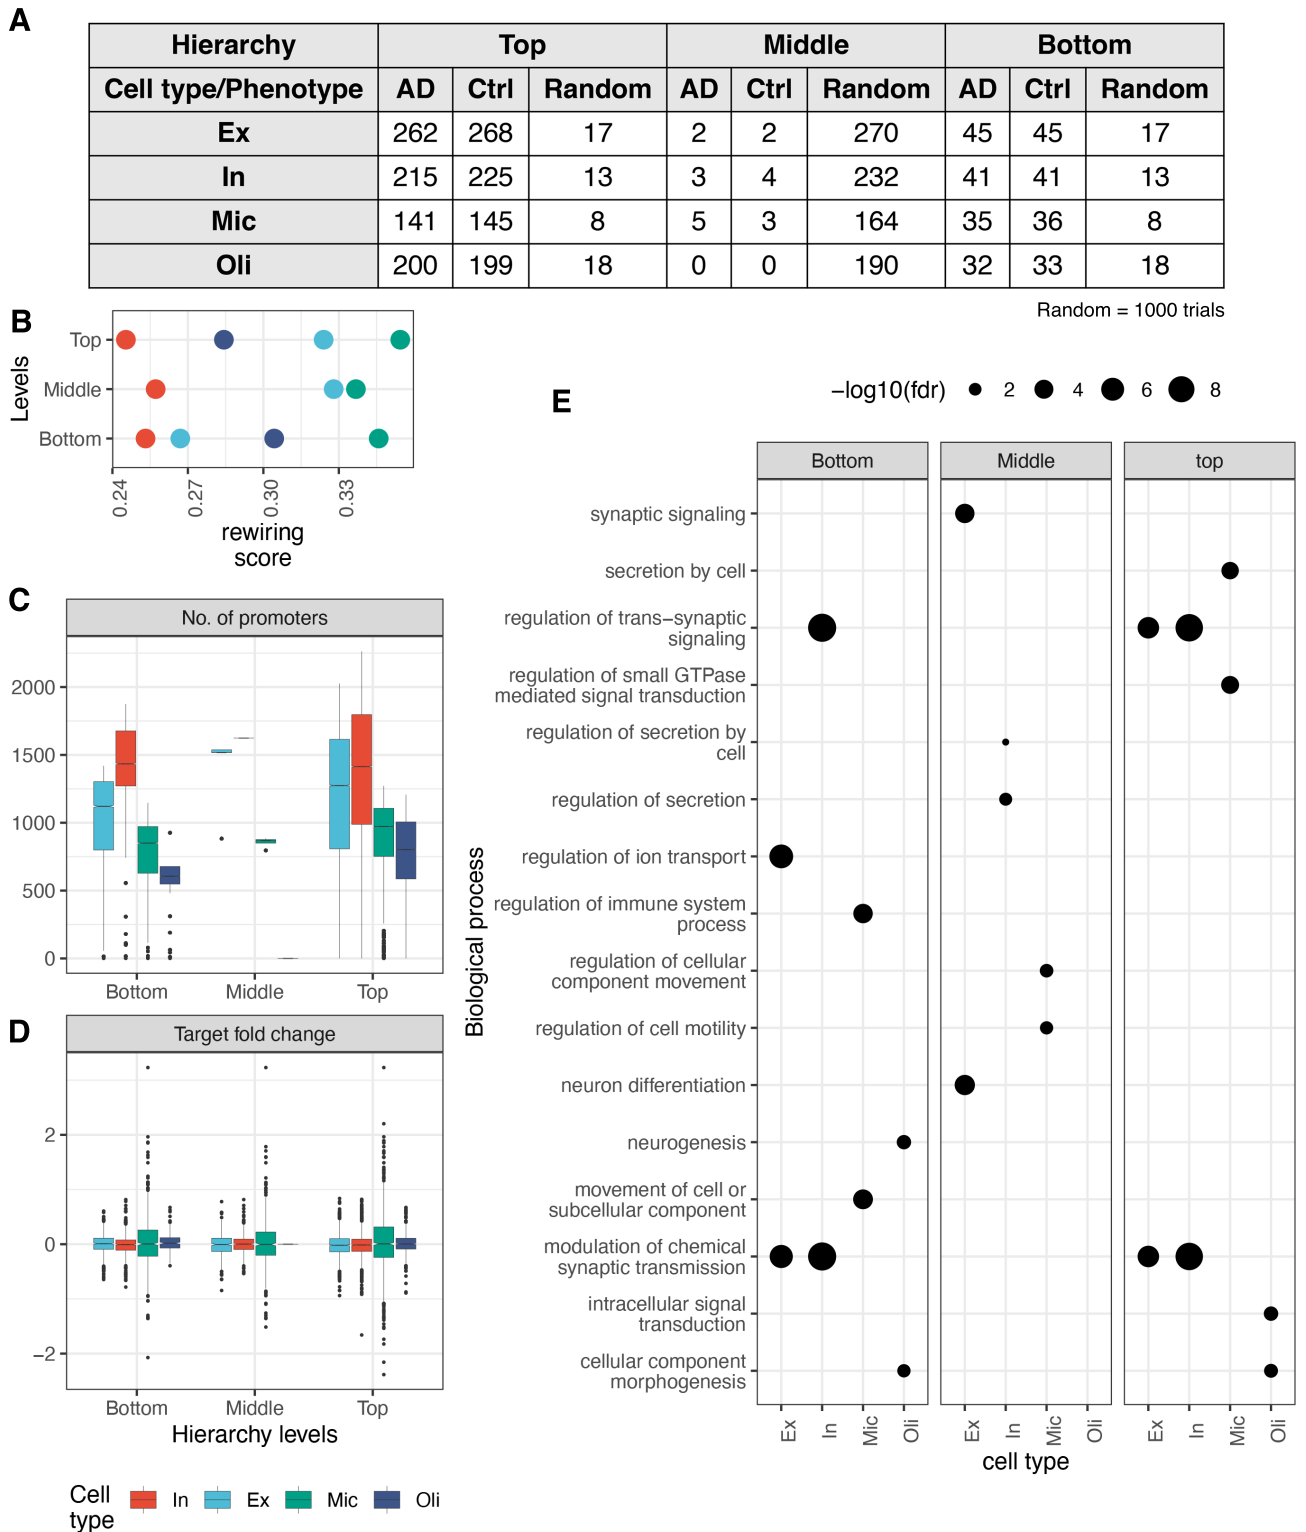 A
Hierarchy Top Middle Bottom
Cell type/Phenotype AD Ctrl Random AD Ctrl Random AD Ctrl Random
Ex 262 268 17 2 2 270 45 45 17
In 215 225 13 3 4 232 41 41 13
Mic 141 145 8 5 3 164 35 36 8
Oli 200 199 18 0 0 190 32 33 18
Random = 1000 trials
B
Levels
Top
Middle
Bottom
0.24 0.27 0.30 0.33
rewiring
score
C
No. of promoters
2000
1500
1000
500
0
Bottom Middle Top
D
Target fold change
2
0
−2
Bottom Middle Top
Hierarchy levels
Cell
type
In Ex Mic Oli
E
−log10(fdr) 2 4 6 8
Bottom Middle top
Biological process
synaptic signaling
secretion by cell
regulation of trans−synaptic
signaling
regulation of small GTPase
mediated signal transduction
regulation of secretion by
cell
regulation of secretion
regulation of ion transport
regulation of immune system
process
regulation of cellular
component movement
regulation of cell motility
neuron differentiation
neurogenesis
movement of cell or
subcellular component
modulation of chemical
synaptic transmission
intracellular signal
transduction
cellular component
morphogenesis
Ex In Mic Oli Ex In Mic Oli Ex In Mic Oli
cell type